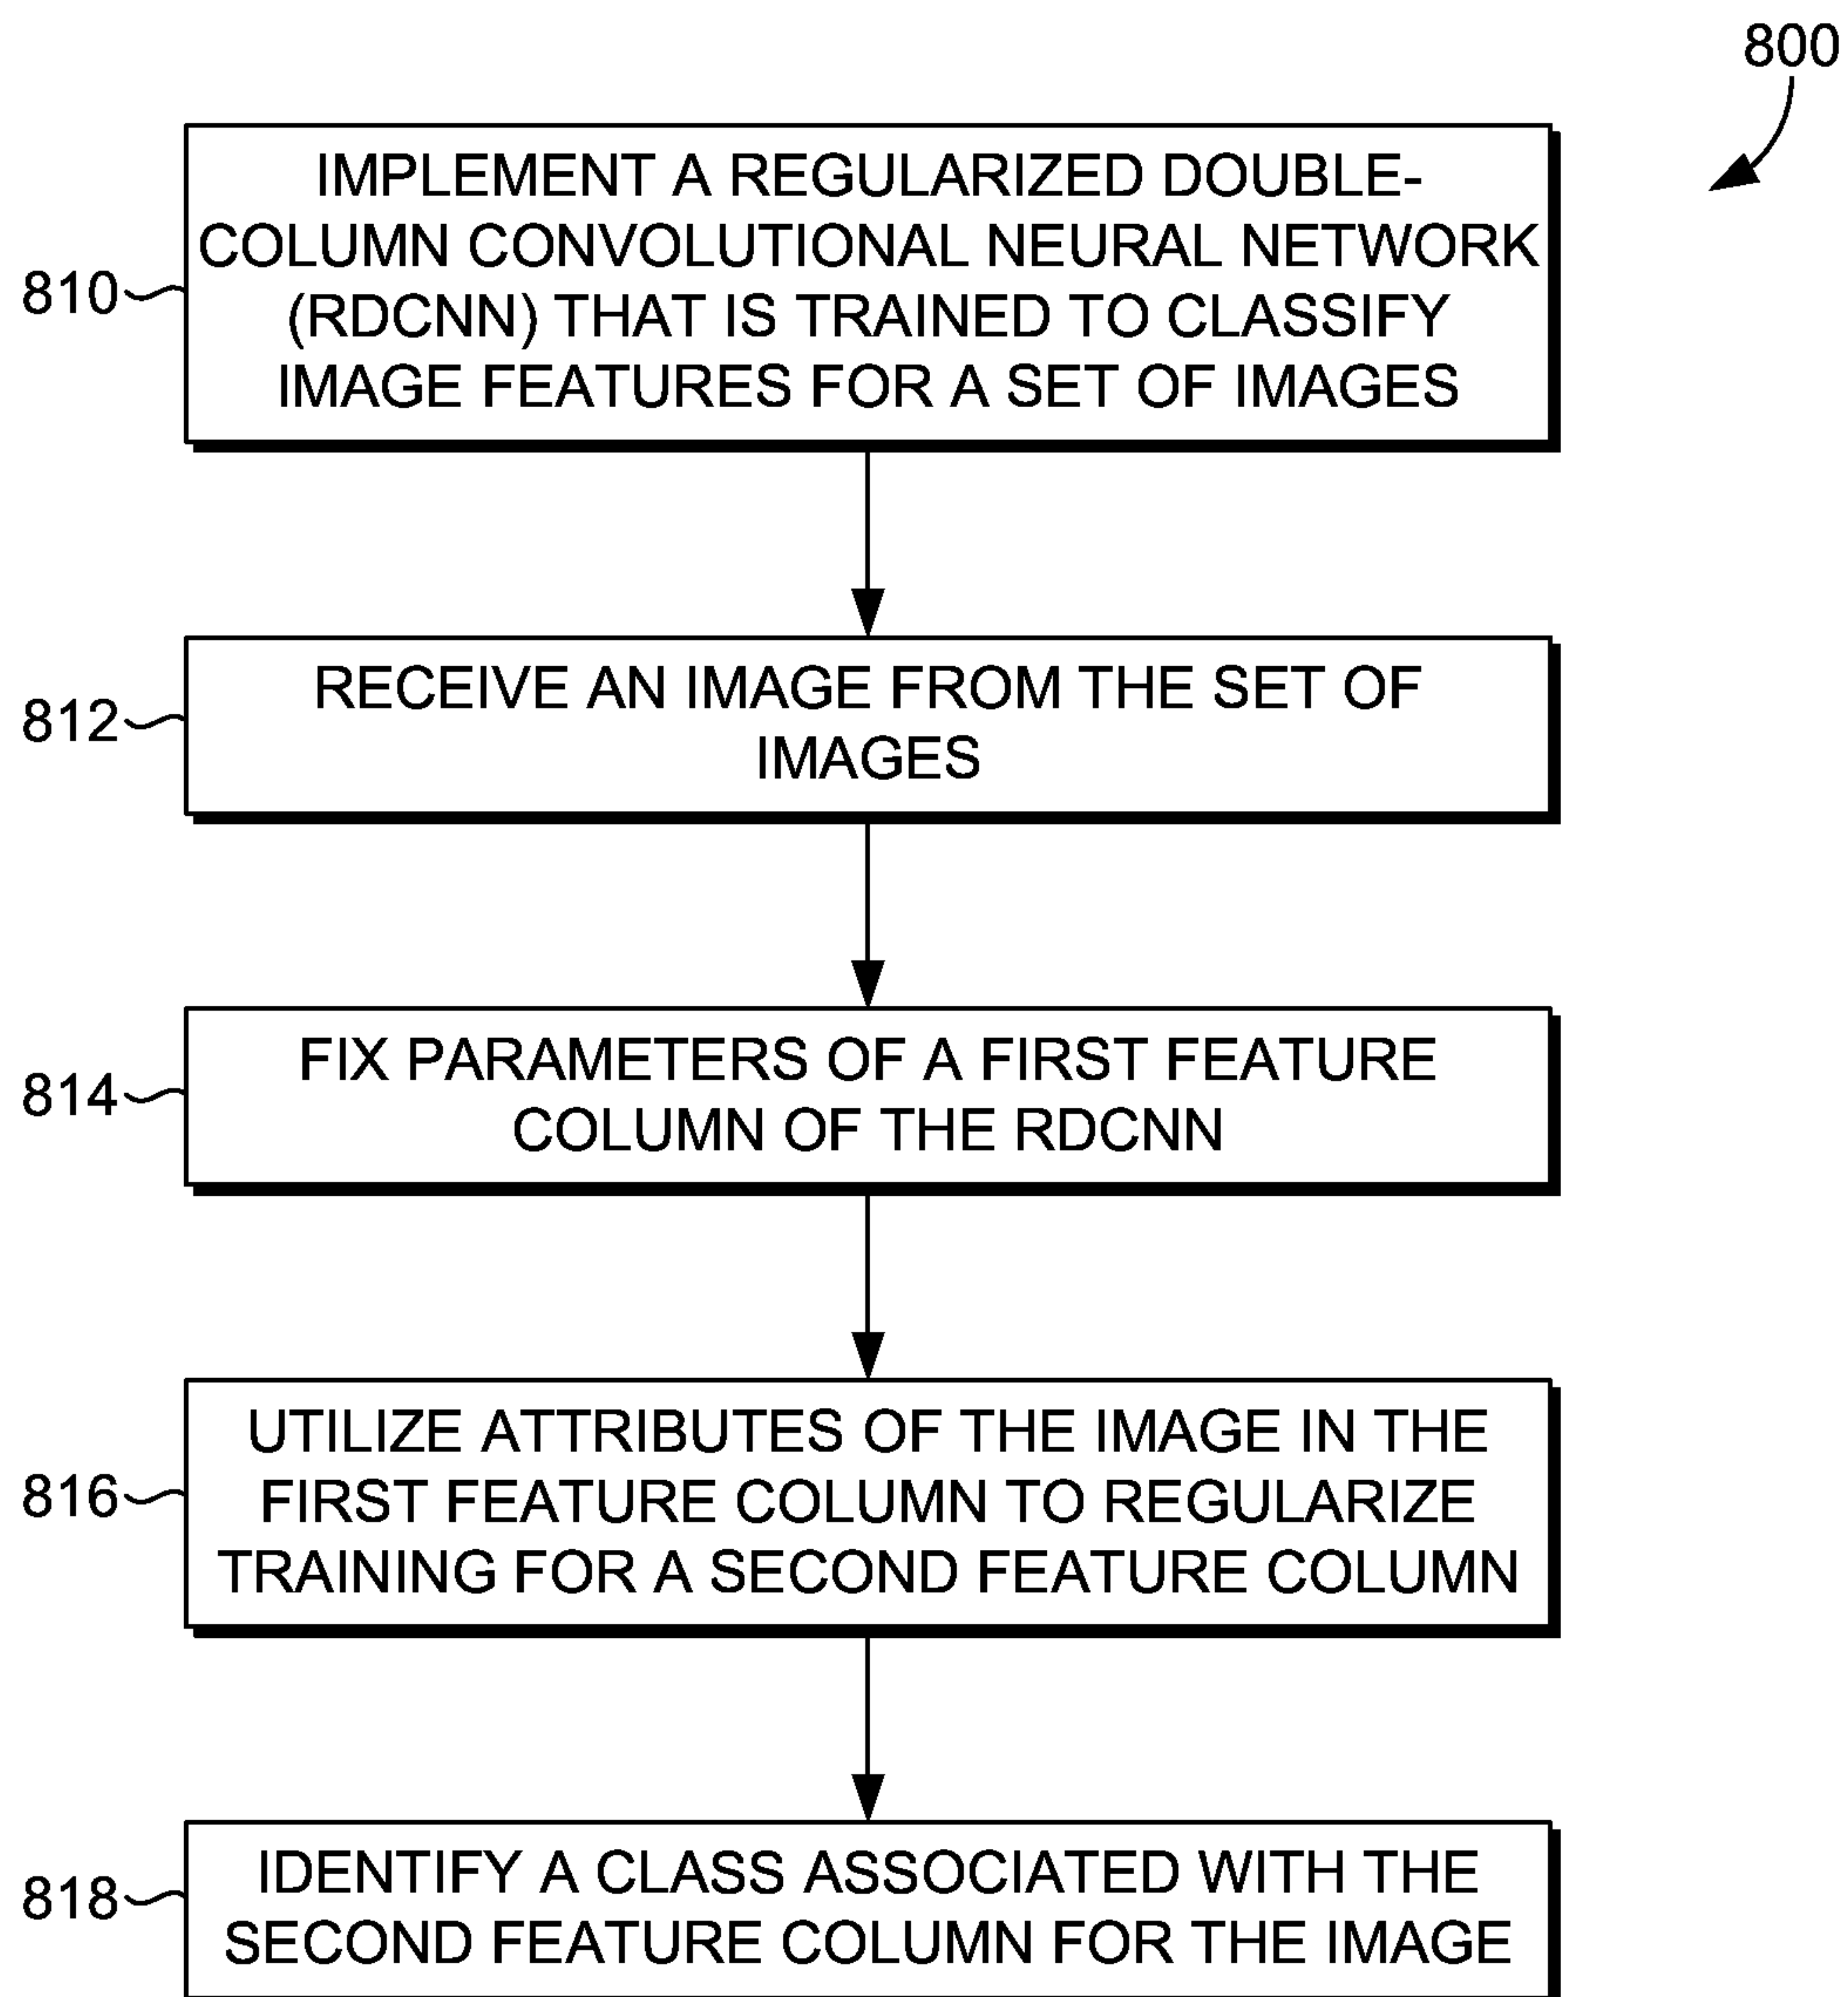 800
810
IMPLEMENT A REGULARIZED DOUBLE-
COLUMN CONVOLUTIONAL NEURAL NETWORK
(RDCNN) THAT IS TRAINED TO CLASSIFY
IMAGE FEATURES FOR A SET OF IMAGES
812
RECEIVE AN IMAGE FROM THE SET OF
IMAGES
814
FIX PARAMETERS OF A FIRST FEATURE
COLUMN OF THE RDCNN
816
UTILIZE ATTRIBUTES OF THE IMAGE IN THE
FIRST FEATURE COLUMN TO REGULARIZE
TRAINING FOR A SECOND FEATURE COLUMN
818
IDENTIFY A CLASS ASSOCIATED WITH THE
SECOND FEATURE COLUMN FOR THE IMAGE